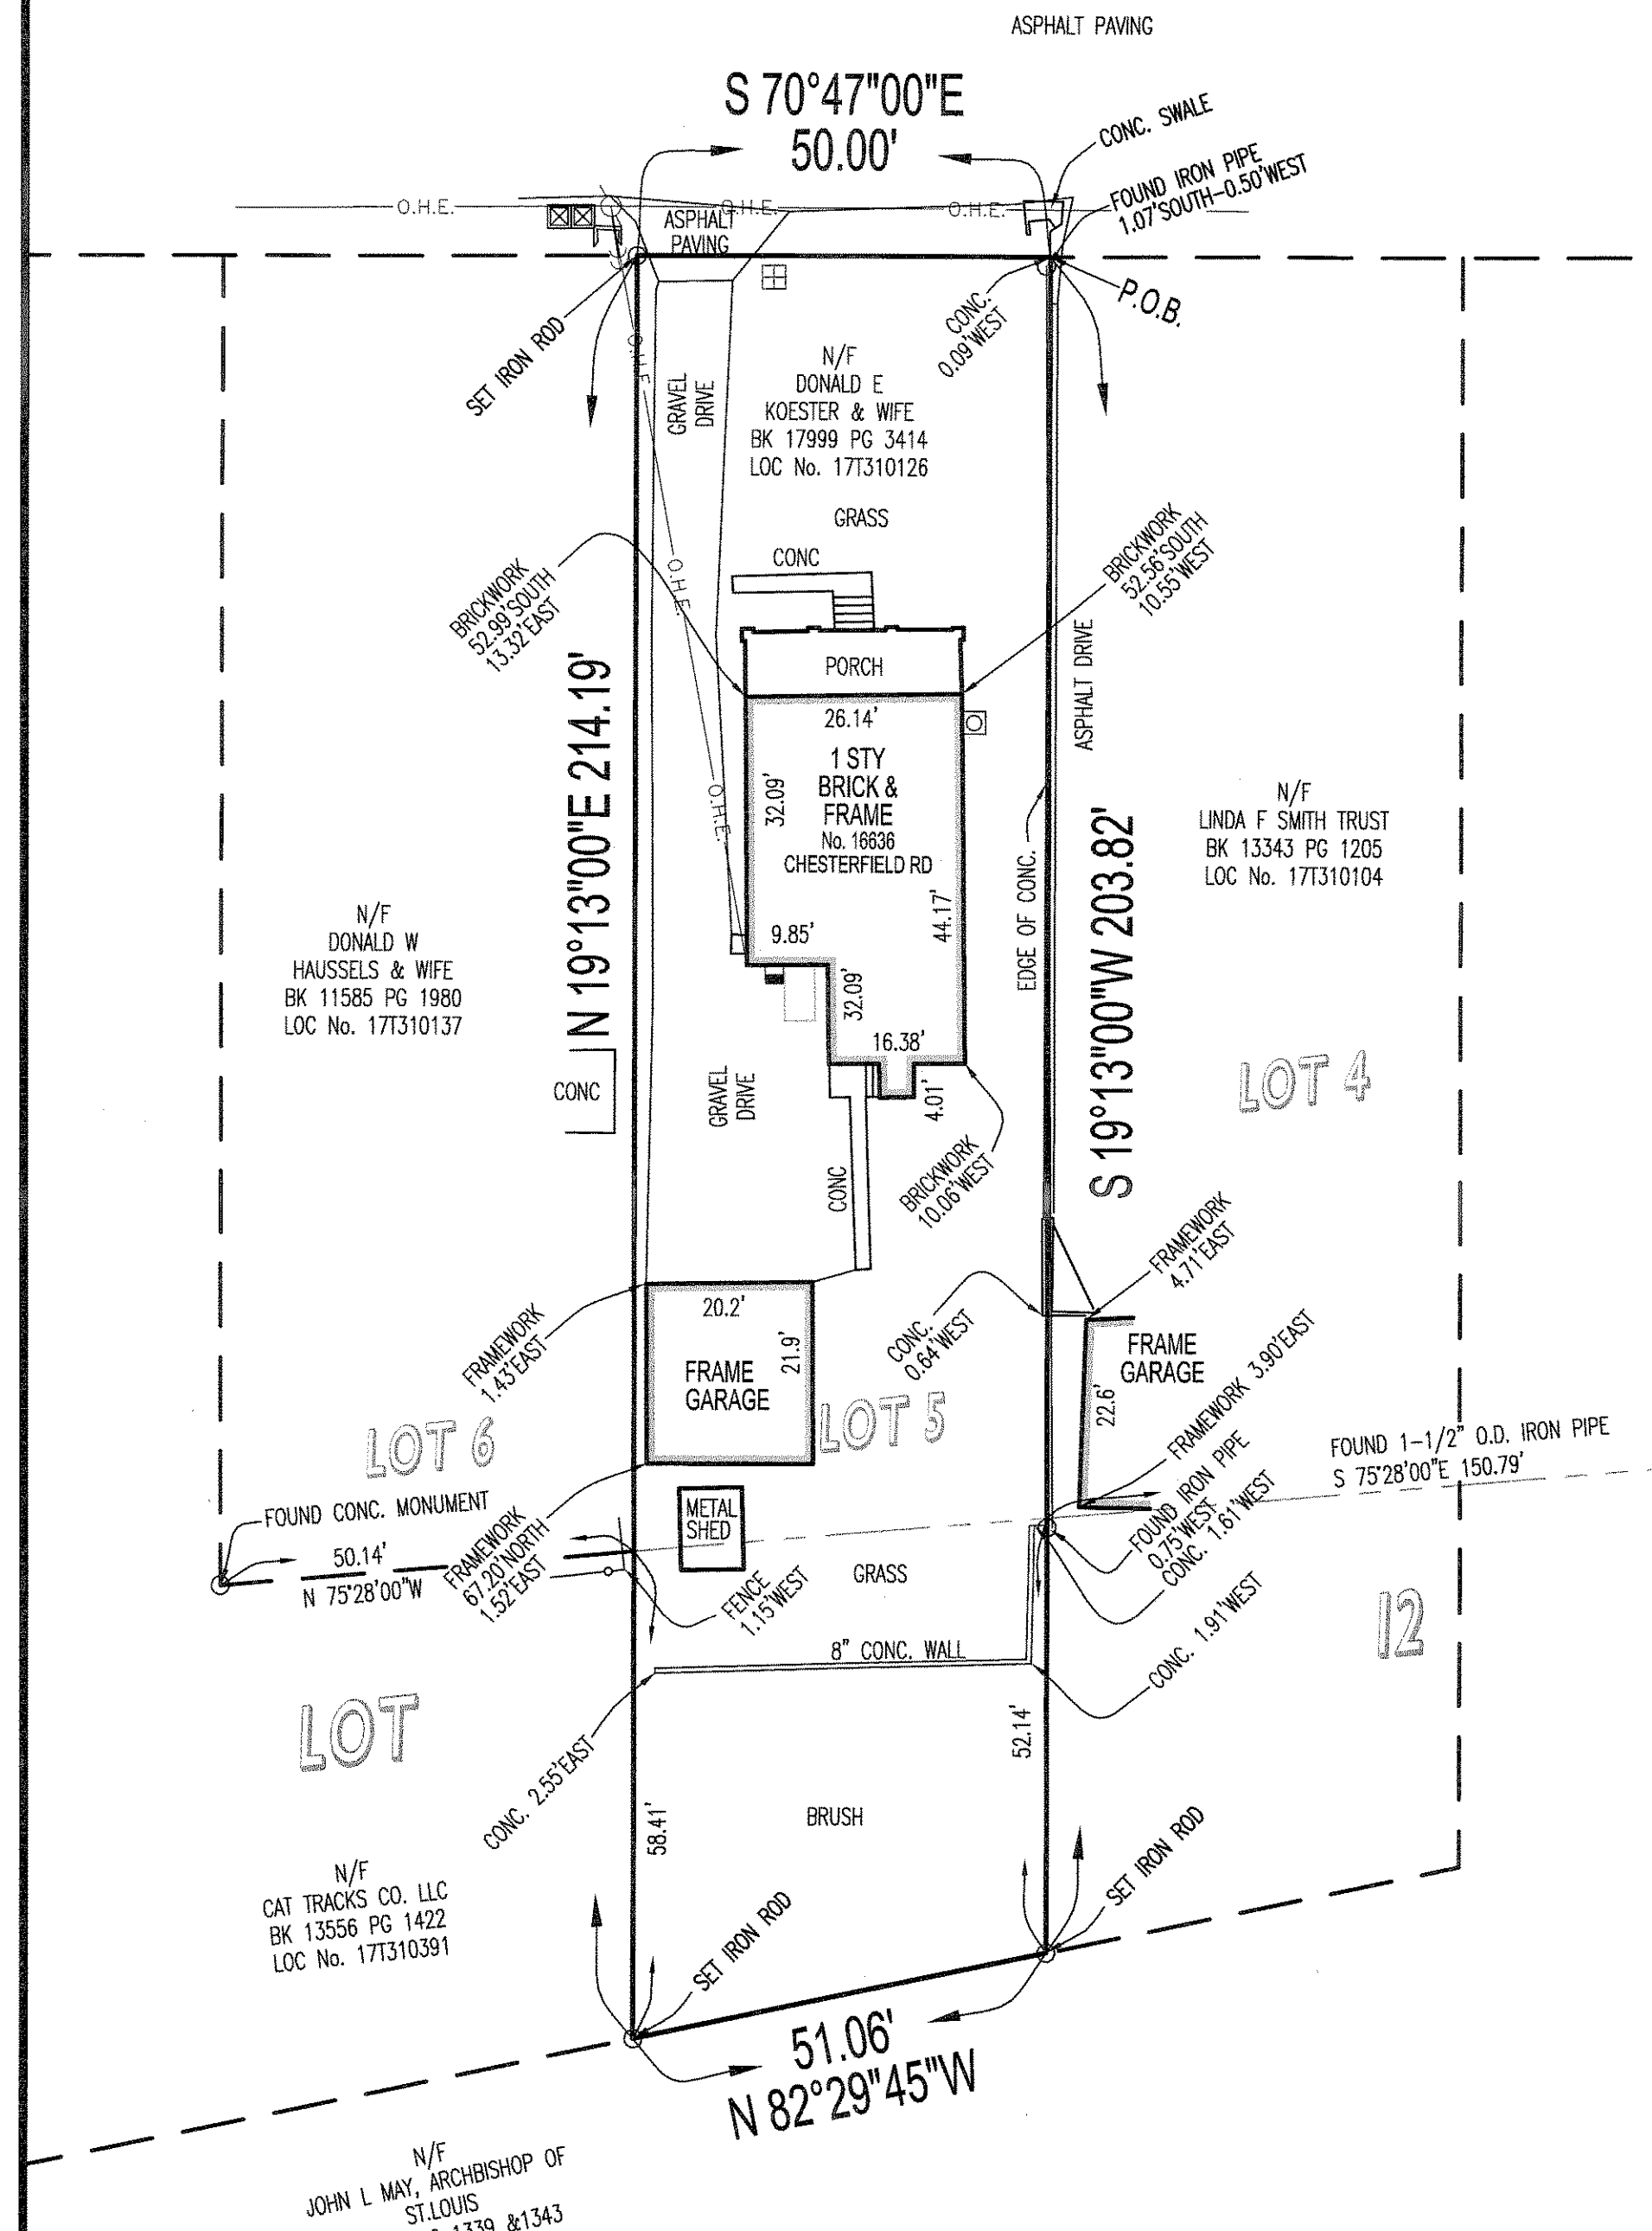 ASPHALT PAVING
S 70°47"00"E
50.00'
CONC. SWALE
FOUND IRON PIPE
1.07'SOUTH-0.50'WEST
O.H.E.
O.H.E.
O.H.E.
ASPHALT
PAVING
P.O.B.
CONC.
0.09'WEST
SET IRON ROD
O.H.E.
GRAVEL
DRIVE
N/F
DONALD E
KOESTER & WIFE
BK 17999 PG 3414
LOC No. 17T310126
GRASS
CONC
BRICKWORK
52.99'SOUTH
13.32'EAST
BRICKWORK
52.56'SOUTH
10.55'WEST
O.H.E.
PORCH
ASPHALT DRIVE
N 19°13"00"E 214.19'
26.14'
1 STY
BRICK &
FRAME
No. 16636
CHESTERFIELD RD
32.09'
O.H.E.
44.17'
9.85'
32.09'
16.38'
4.01'
EDGE OF CONC.
S 19°13"00"W 203.82'
N/F
LINDA F SMITH TRUST
BK 13343 PG 1205
LOC No. 17T310104
N/F
DONALD W
HAUSSELS & WIFE
BK 11585 PG 1980
LOC No. 17T310137
CONC
GRAVEL
DRIVE
LOT 4
CONC
BRICKWORK
10.06'WEST
FRAMEWORK
4.71'EAST
FRAMEWORK
1.43'EAST
20.2'
21.9'
FRAME
GARAGE
CONC.
0.64'WEST
FRAME
GARAGE
22.6'
FRAMEWORK 3.90'EAST
LOT 6
LOT 5
FOUND 1-1/2" O.D. IRON PIPE
S 75°28'00"E 150.79'
FOUND IRON PIPE
0.75'WEST
CONC. 1.61'WEST
FOUND CONC. MONUMENT
50.14'
N 75°28'00"W
FRAMEWORK
67.20'NORTH
1.52'EAST
METAL
SHED
FENCE
1.15'WEST
GRASS
CONC. 1.91'WEST
8" CONC. WALL
LOT
12
CONC. 2.55'EAST
52.14'
58.41'
BRUSH
N/F
CAT TRACKS CO. LLC
BK 13556 PG 1422
LOC No. 17T310391
SET IRON ROD
SET IRON ROD
51.06'
N 82°29"45"W
N/F
JOHN L MAY, ARCHBISHOP OF
ST.LOUIS
1339 &1343